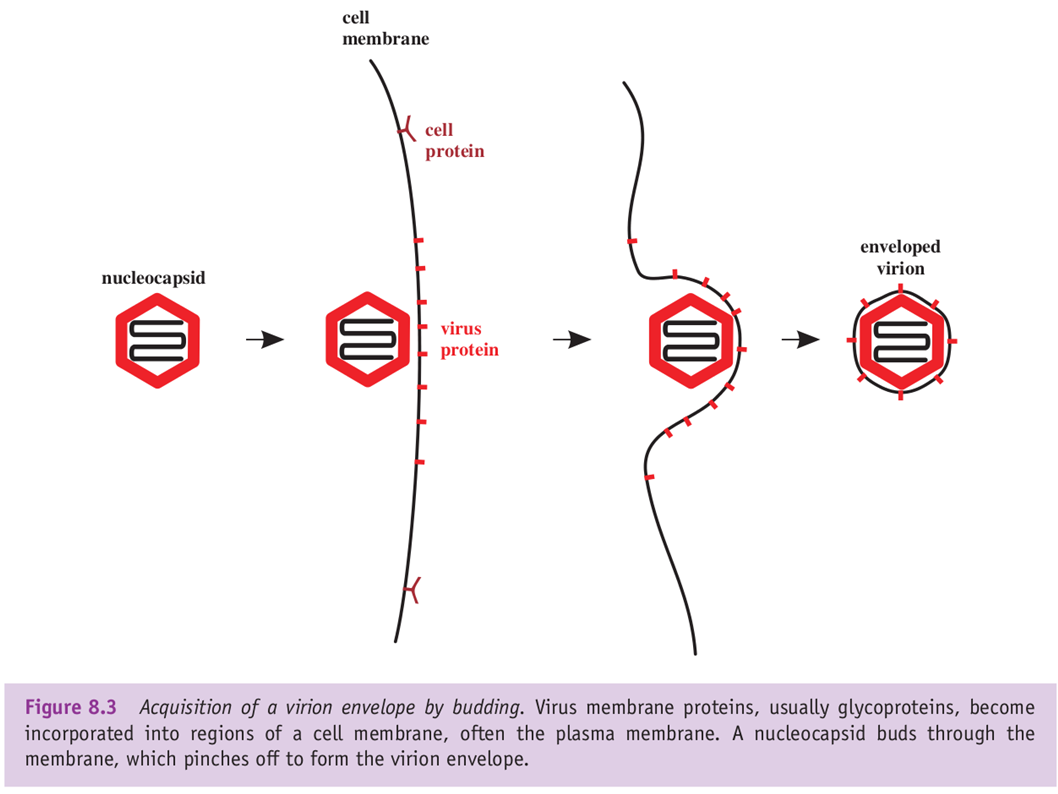 cell
membrane
cell
protein
nucleocapsid
virus
protein
enveloped
virion
Figure 8.3 Acquisition of a virion envelope by budding. Virus membrane proteins, usually glycoproteins, become
incorporated into regions of a cell membrane, often the plasma membrane. A nucleocapsid buds through the
membrane, which pinches off to form the virion envelope.